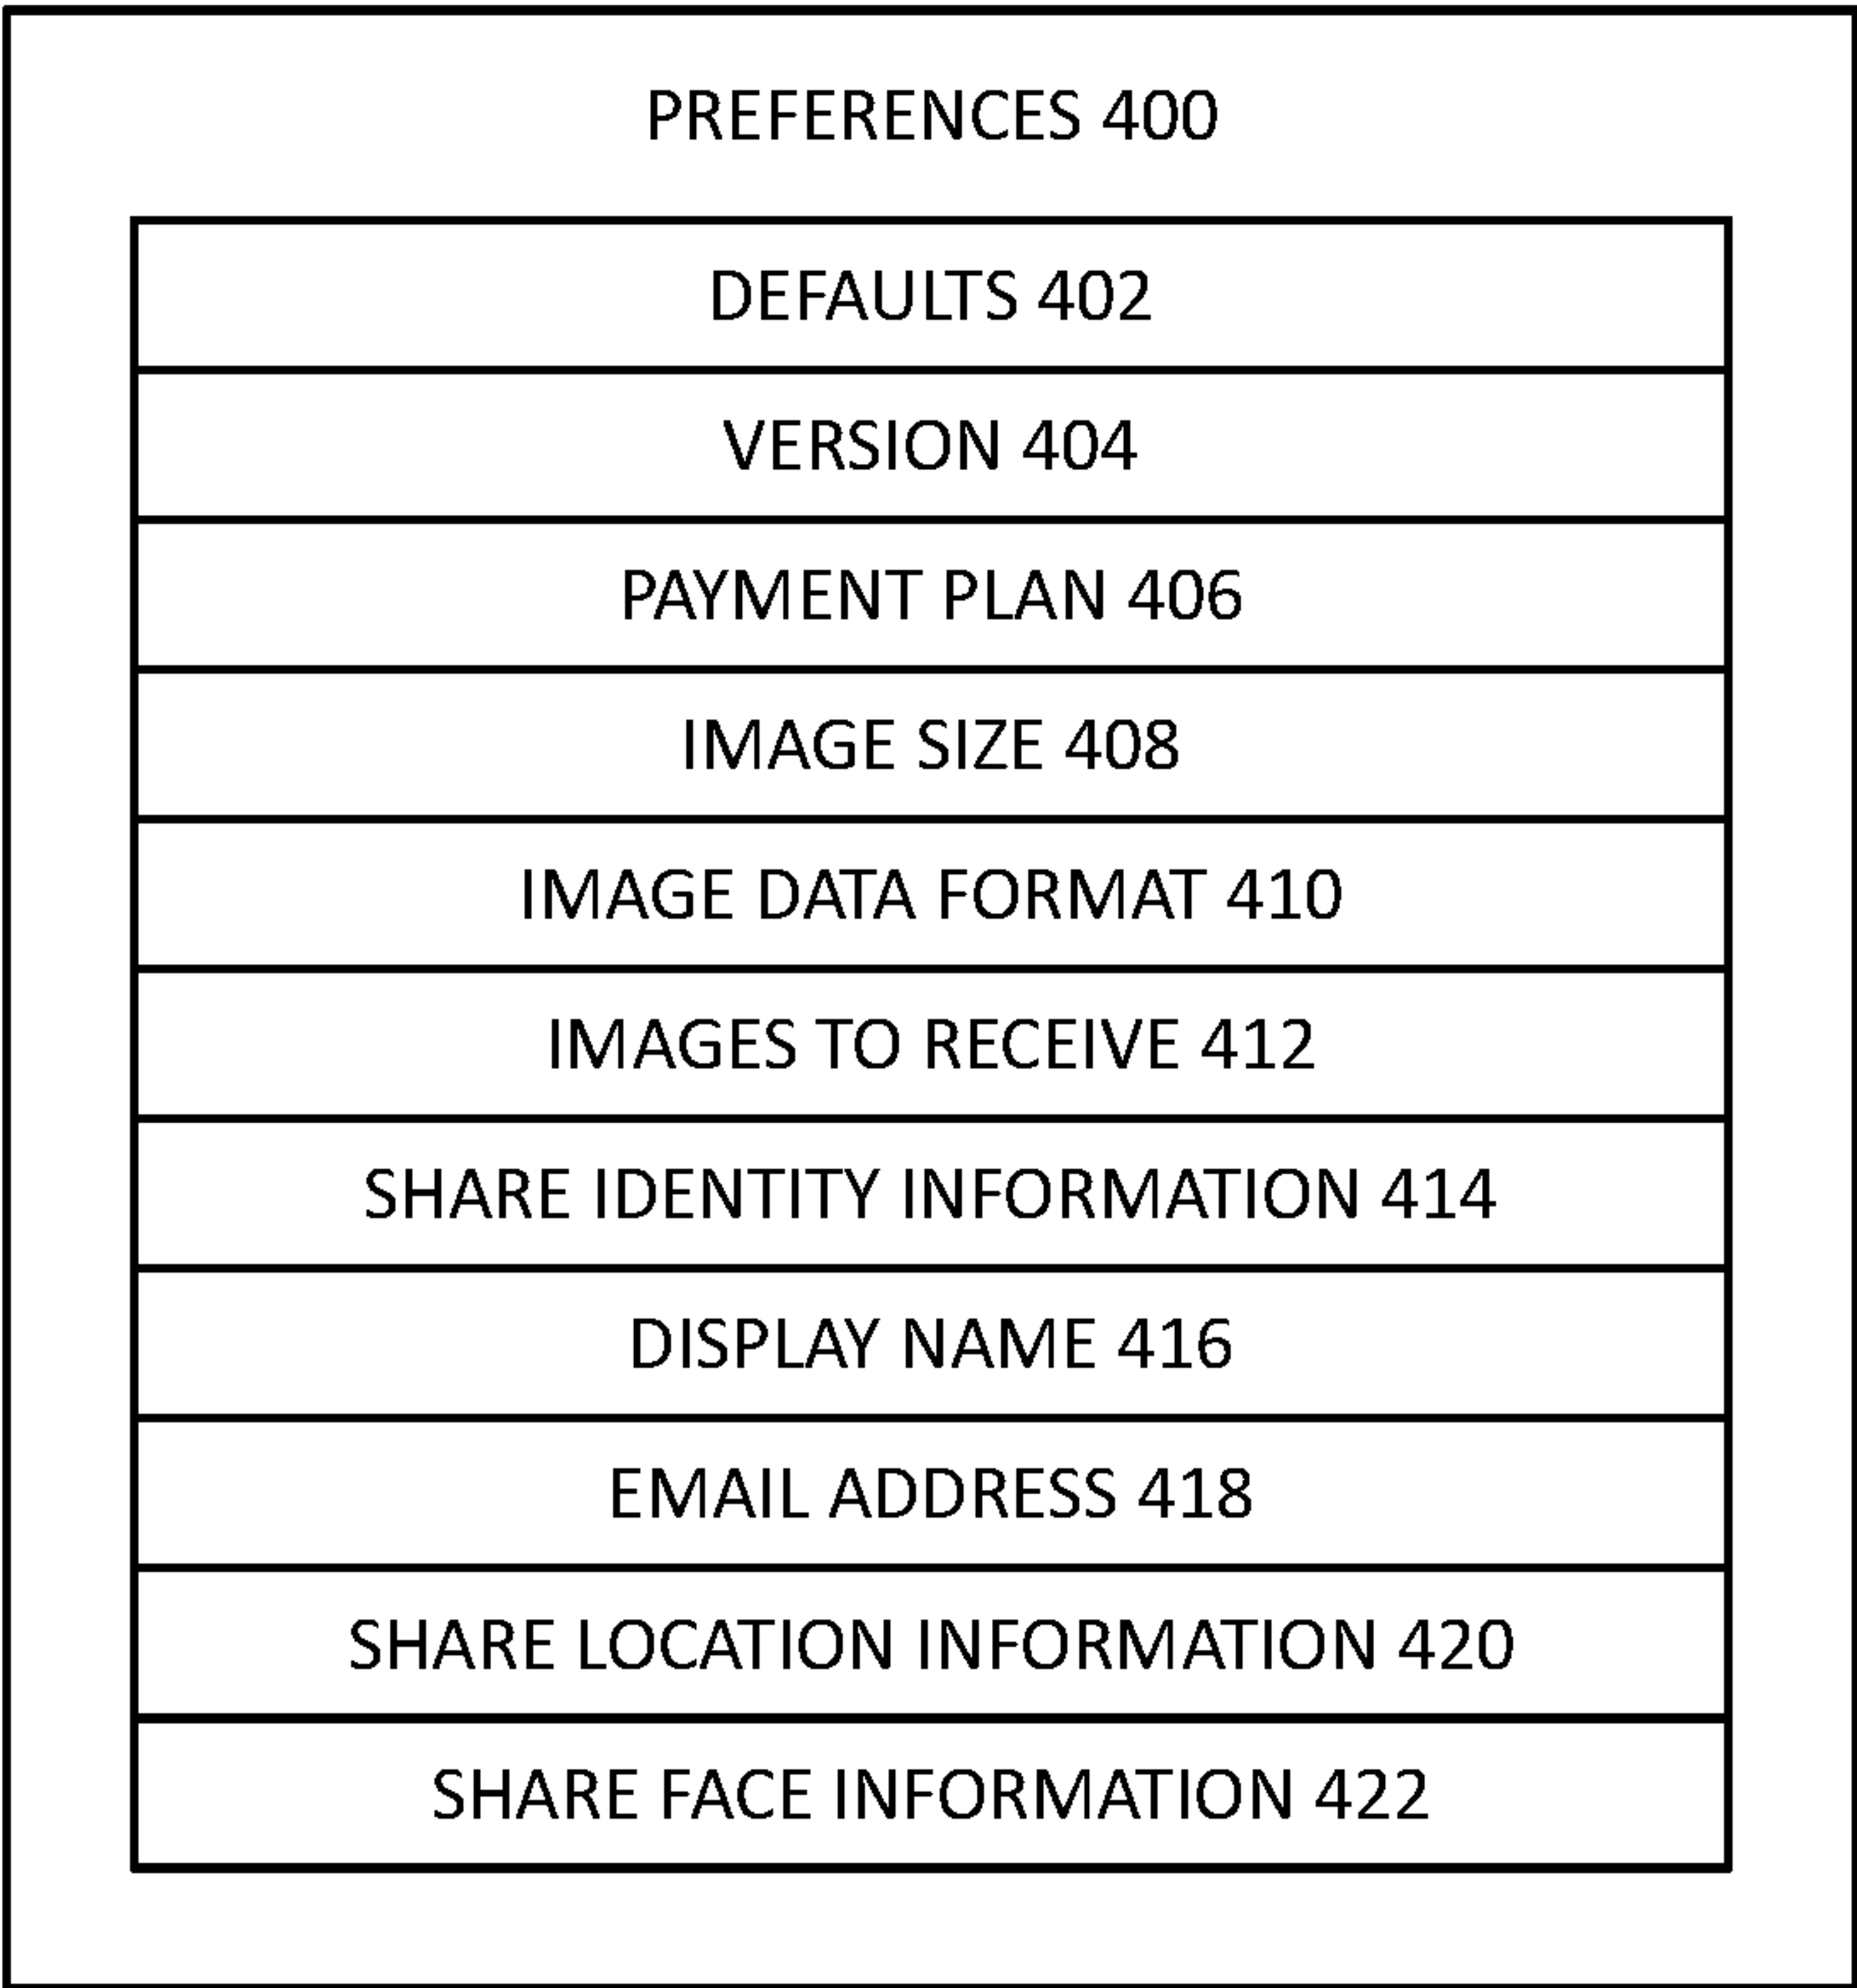 PREFERENCES 400
DEFAULTS 402
VERSION 404
PAYMENT PLAN 406
IMAGE SIZE 408
IMAGE DATA FORMAT 410
IMAGES TO RECEIVE 412
SHARE IDENTITY INFORMATION 414
DISPLAY NAME 416
EMAIL ADDRESS 418
SHARE LOCATION INFORMATION 420
SHARE FACE INFORMATION 422